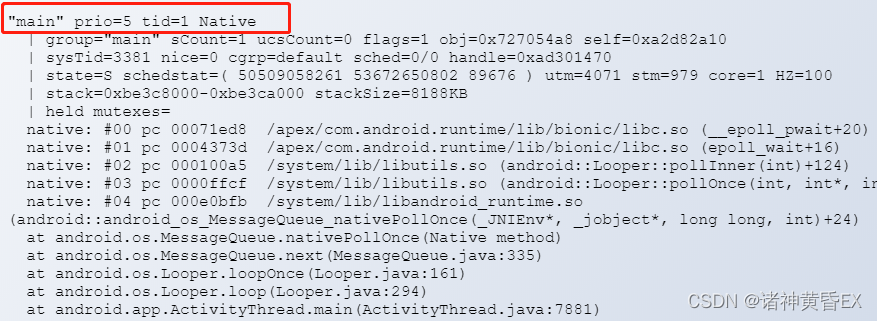 "main" prio=5 tid=1 Native
| group="main" sCount=1 ucsCount=0 flags=1 obj=0x727054a8 self=0xa2d82a10
| sysTid=3381 nice=0 cgrp=default sched=0/0 handle=0xad301470
| state=S schedstat=( 50509058261 53672650802 89676 ) utm=4071 stm=979 core=1 HZ=100
| stack=0xbe3c8000-0xbe3ca000 stackSize=8188KB
| held mutexes=
native: #00 pc 00071ed8 /apex/com.android.runtime/lib/bionic/libc.so (__epoll_pwait+20)
native: #01 pc 0004373d /apex/com.android.runtime/lib/bionic/libc.so (epoll_wait+16)
native: #02 pc 000100a5 /system/lib/libutils.so (android::Looper::pollInner(int)+124)
native: #03 pc 0000ffcf /system/lib/libutils.so (android::Looper::pollOnce(int, int*, in
native: #04 pc 000e0bfb /system/lib/libandroid_runtime.so
(android::android_os_MessageQueue_nativePollOnce(_JNIEnv*, _jobject*, long long, int)+24)
at android.os.MessageQueue.nativePollOnce(Native method)
at android.os.MessageQueue.next(MessageQueue.java:335)
at android.os.Looper.loopOnce(Looper.java:161)
at android.os.Looper.loop(Looper.java:294)
at android.app.ActivityThread.main(ActivityThread.java:7881)
CSDN @诸神黄昏EX